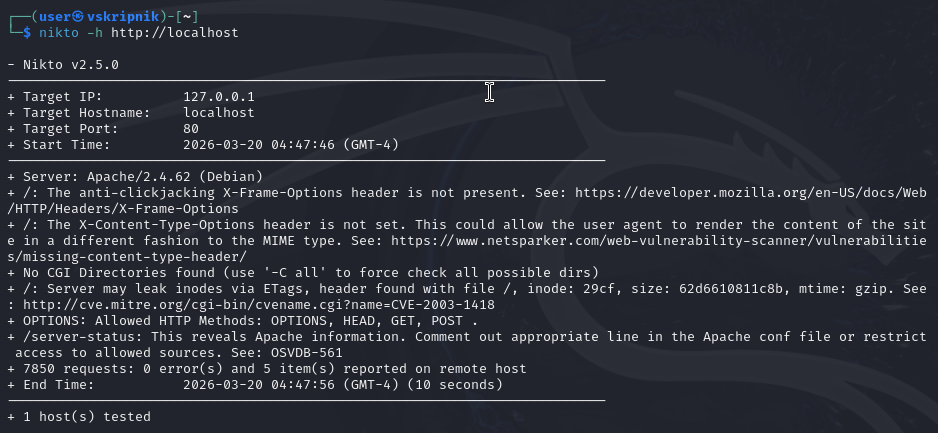 ┌──(user㉿vskripnik)-[~]
└─$ nikto -h http://localhost
- Nikto v2.5.0
+ Target IP:          127.0.0.1
+ Target Hostname:    localhost
+ Target Port:        80
+ Start Time:         2026-03-20 04:47:46 (GMT-4)
+ Server: Apache/2.4.62 (Debian)
+ /: The anti-clickjacking X-Frame-Options header is not present. See: https://developer.mozilla.org/en-US/docs/Web
/HTTP/Headers/X-Frame-Options
+ /: The X-Content-Type-Options header is not set. This could allow the user agent to render the content of the sit
e in a different fashion to the MIME type. See: https://www.netsparker.com/web-vulnerability-scanner/vulnerabilitie
s/missing-content-type-header/
+ No CGI Directories found (use '-C all' to force check all possible dirs)
+ /: Server may leak inodes via ETags, header found with file /, inode: 29cf, size: 62d6610811c8b, mtime: gzip. See
: http://cve.mitre.org/cgi-bin/cvename.cgi?name=CVE-2003-1418
+ OPTIONS: Allowed HTTP Methods: OPTIONS, HEAD, GET, POST .
+ /server-status: This reveals Apache information. Comment out appropriate line in the Apache conf file or restrict
 access to allowed sources. See: OSVDB-561
+ 7850 requests: 0 error(s) and 5 item(s) reported on remote host
+ End Time:           2026-03-20 04:47:56 (GMT-4) (10 seconds)
+ 1 host(s) tested